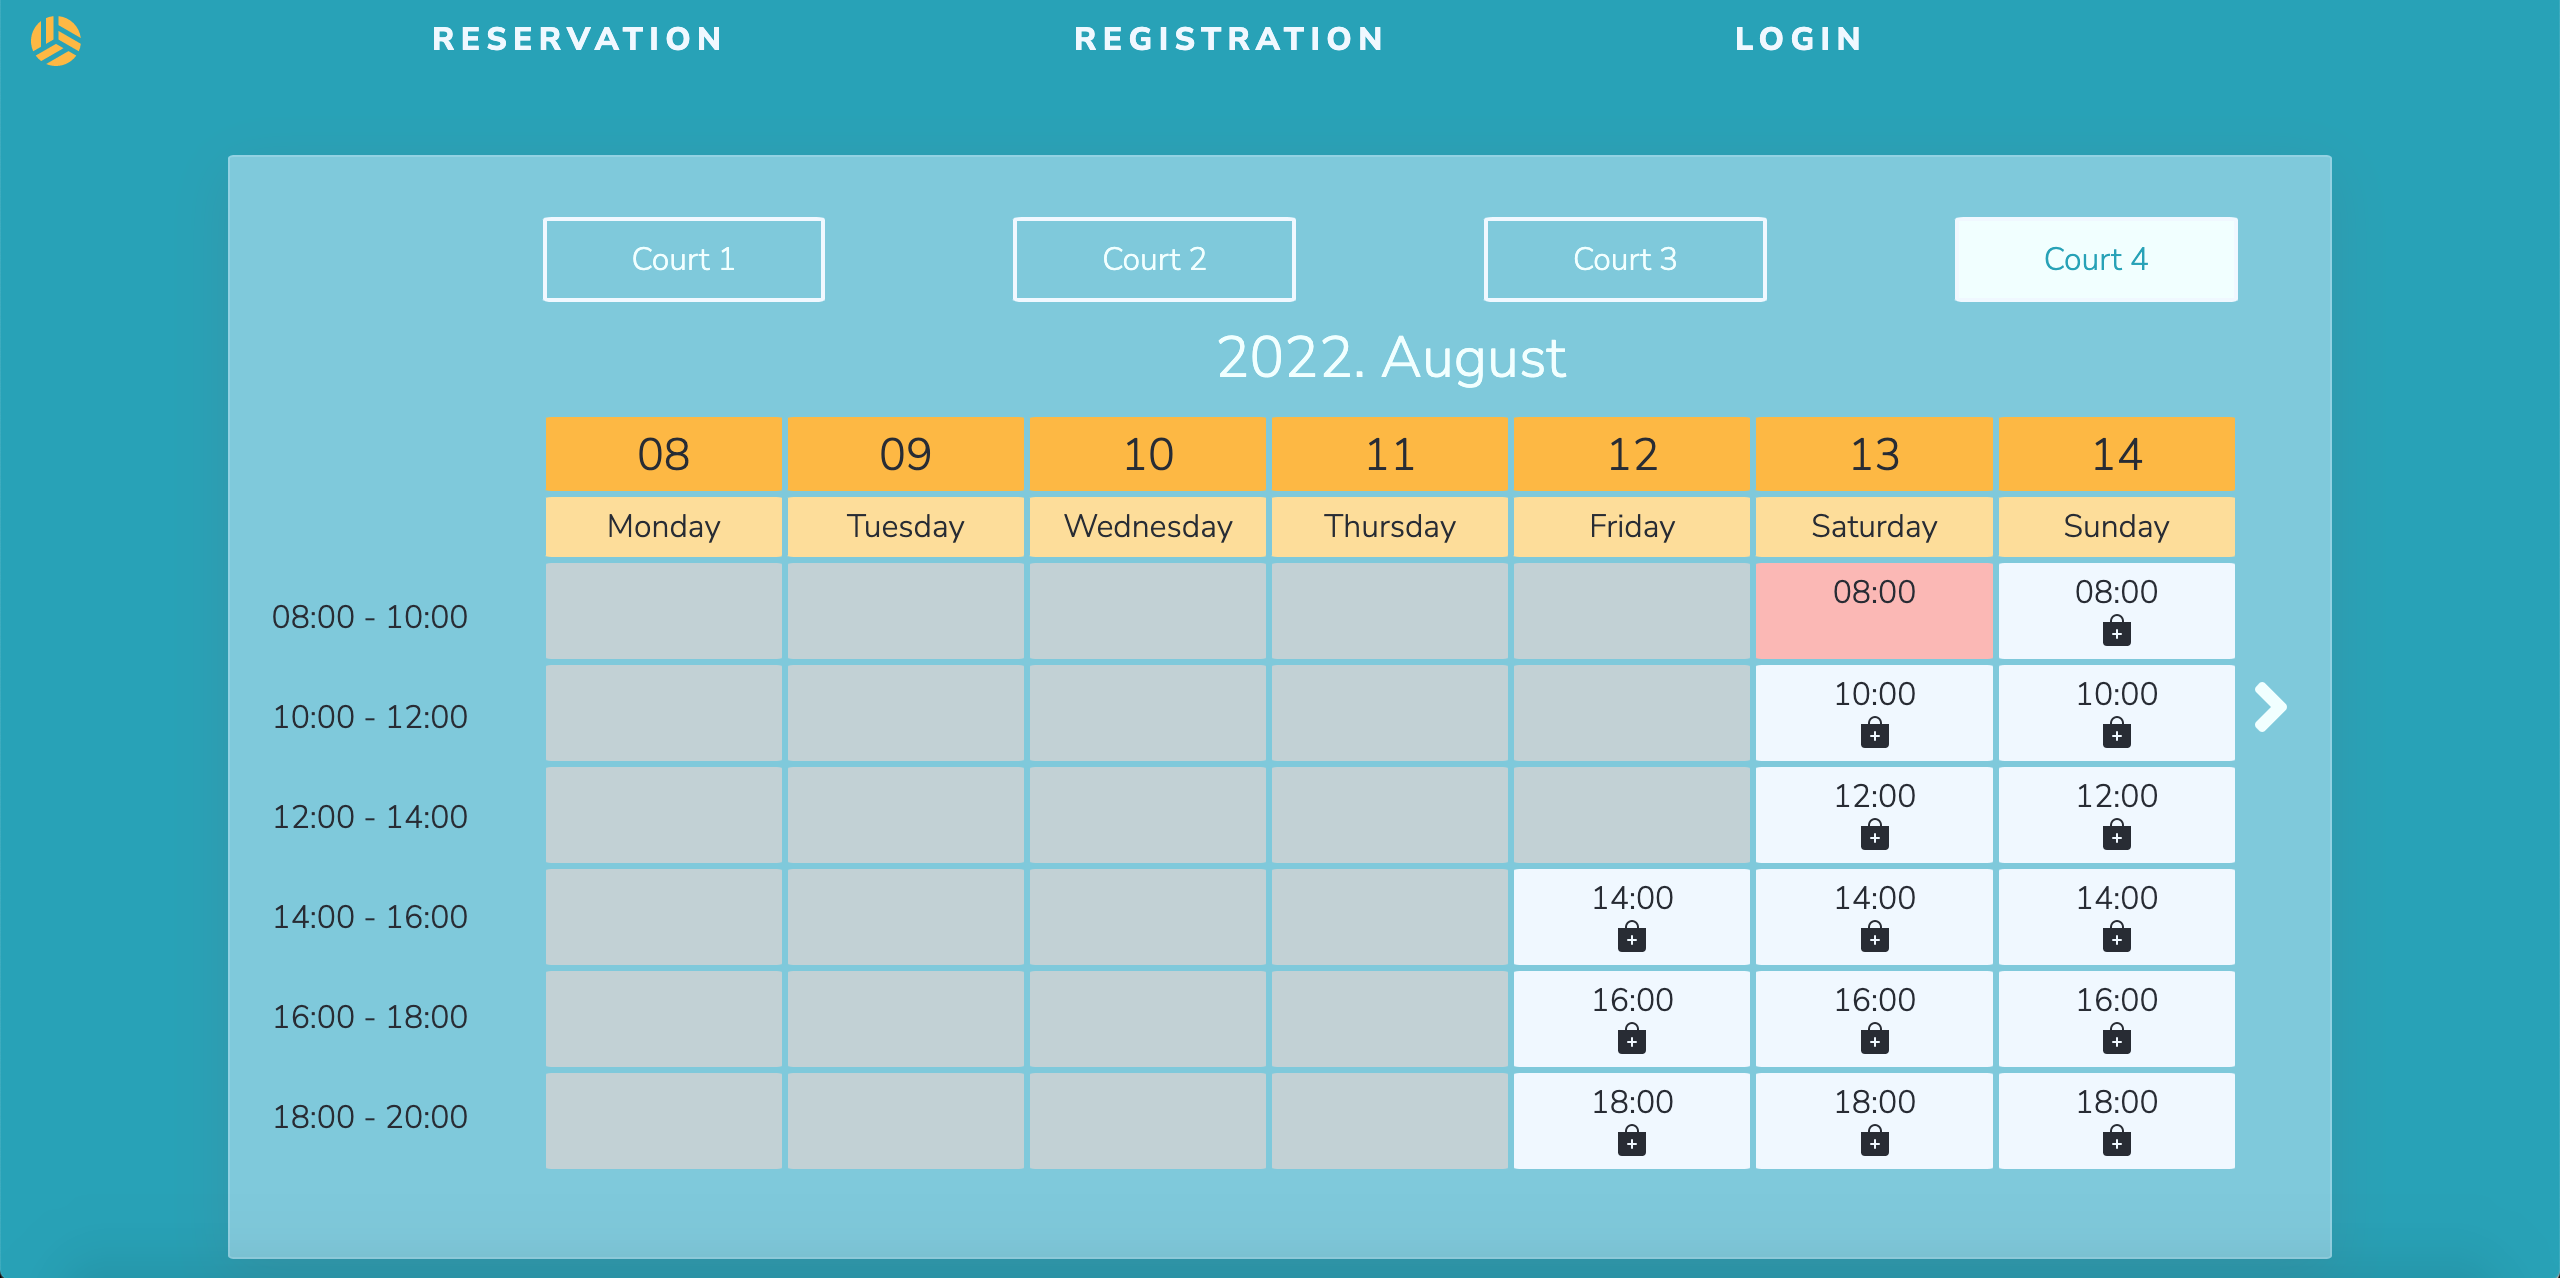 RESERVATION REGISTRATION LOGIN
Court 1 Court 2 Court 3 Court 4
2022. August
08 09 10 11 12 13 14
Monday Tuesday Wednesday Thursday Friday Saturday Sunday
08:00 - 10:00 08:00 08:00
10:00 - 12:00 10:00 10:00
12:00 - 14:00 12:00 12:00
14:00 - 16:00 14:00 14:00 14:00
16:00 - 18:00 16:00 16:00 16:00
18:00 - 20:00 18:00 18:00 18:00